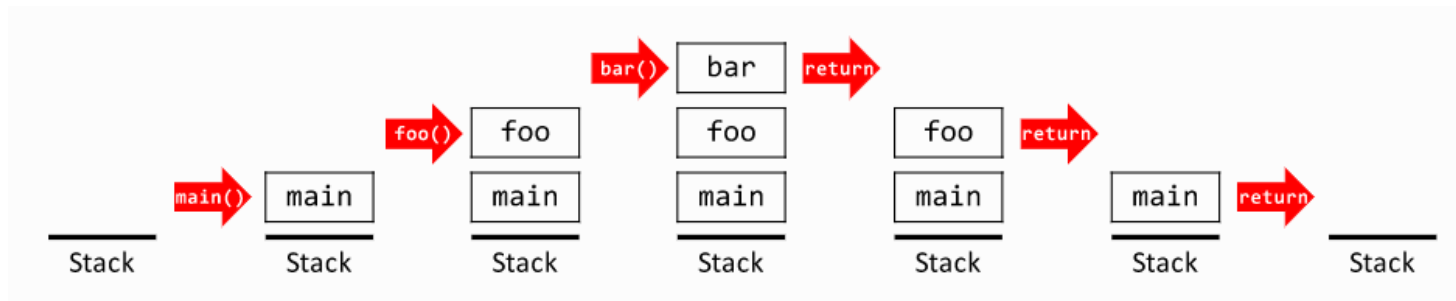 bar() bar return
foo() foo foo foo return
main() main main main main main return
Stack Stack Stack Stack Stack Stack Stack